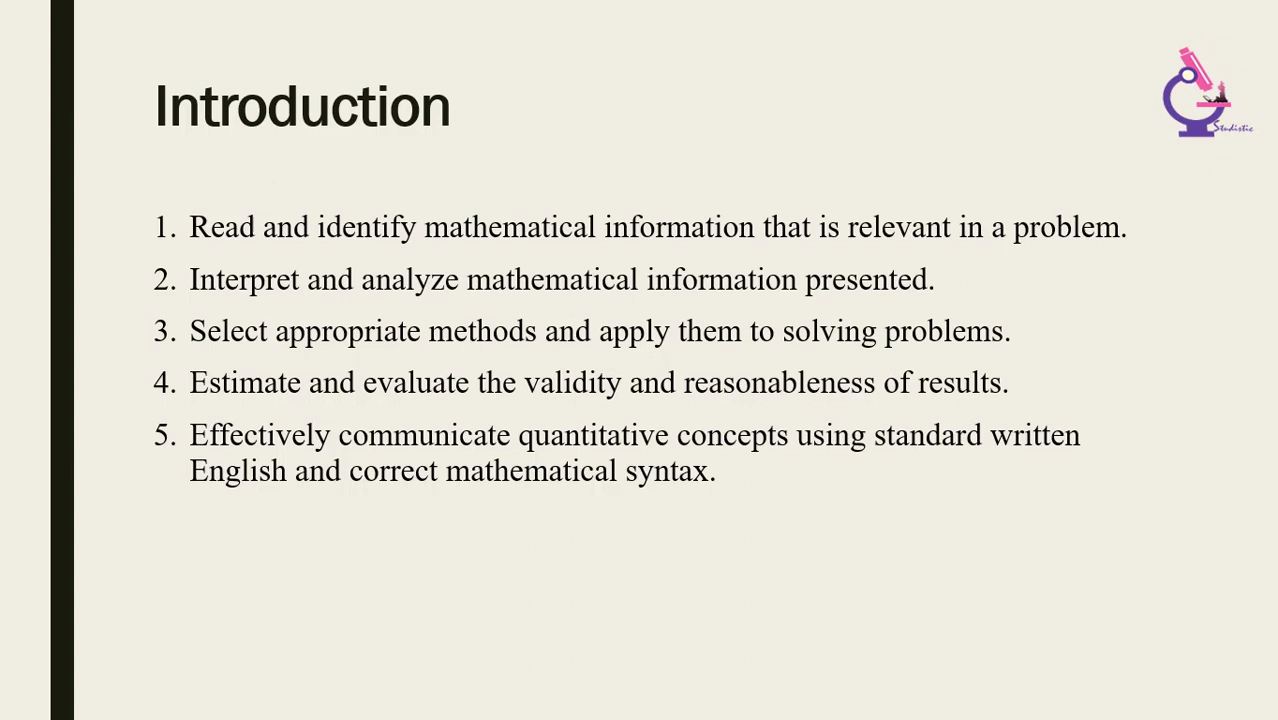 Introduction
Studistic
1. Read and identify mathematical information that is relevant in a problem.
2. Interpret and analyze mathematical information presented.
3. Select appropriate methods and apply them to solving problems.
4. Estimate and evaluate the validity and reasonableness of results.
5. Effectively communicate quantitative concepts using standard written
English and correct mathematical syntax.